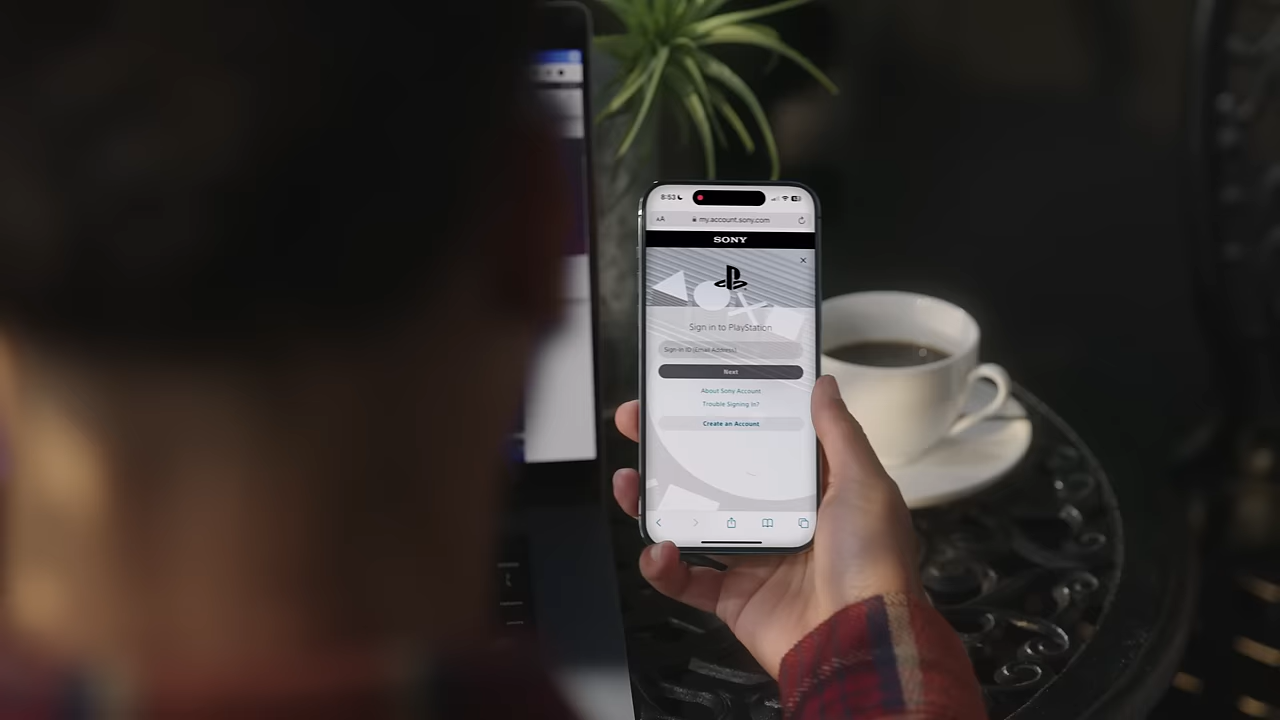 8:53
AA my.account.sony.com
SONY
Sign in to PlayStation
Sign-in ID (Email Address)
Next
About Sony Account
Trouble Signing In?
Create an Account